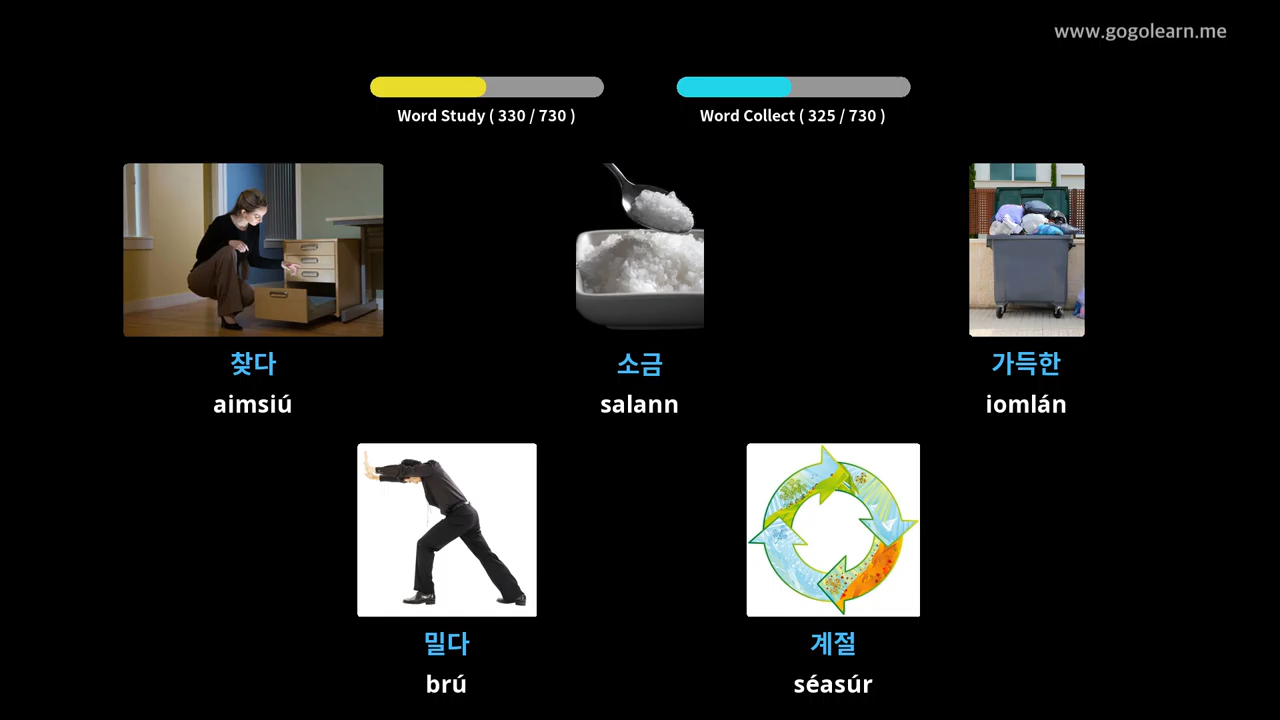 www.gogolearn.me
Word Study ( 330 / 730 )
Word Collect ( 325 / 730 )
찾다
소금
가득한
aimsiú
salann
iomlán
밀다
계절
brú
séasúr